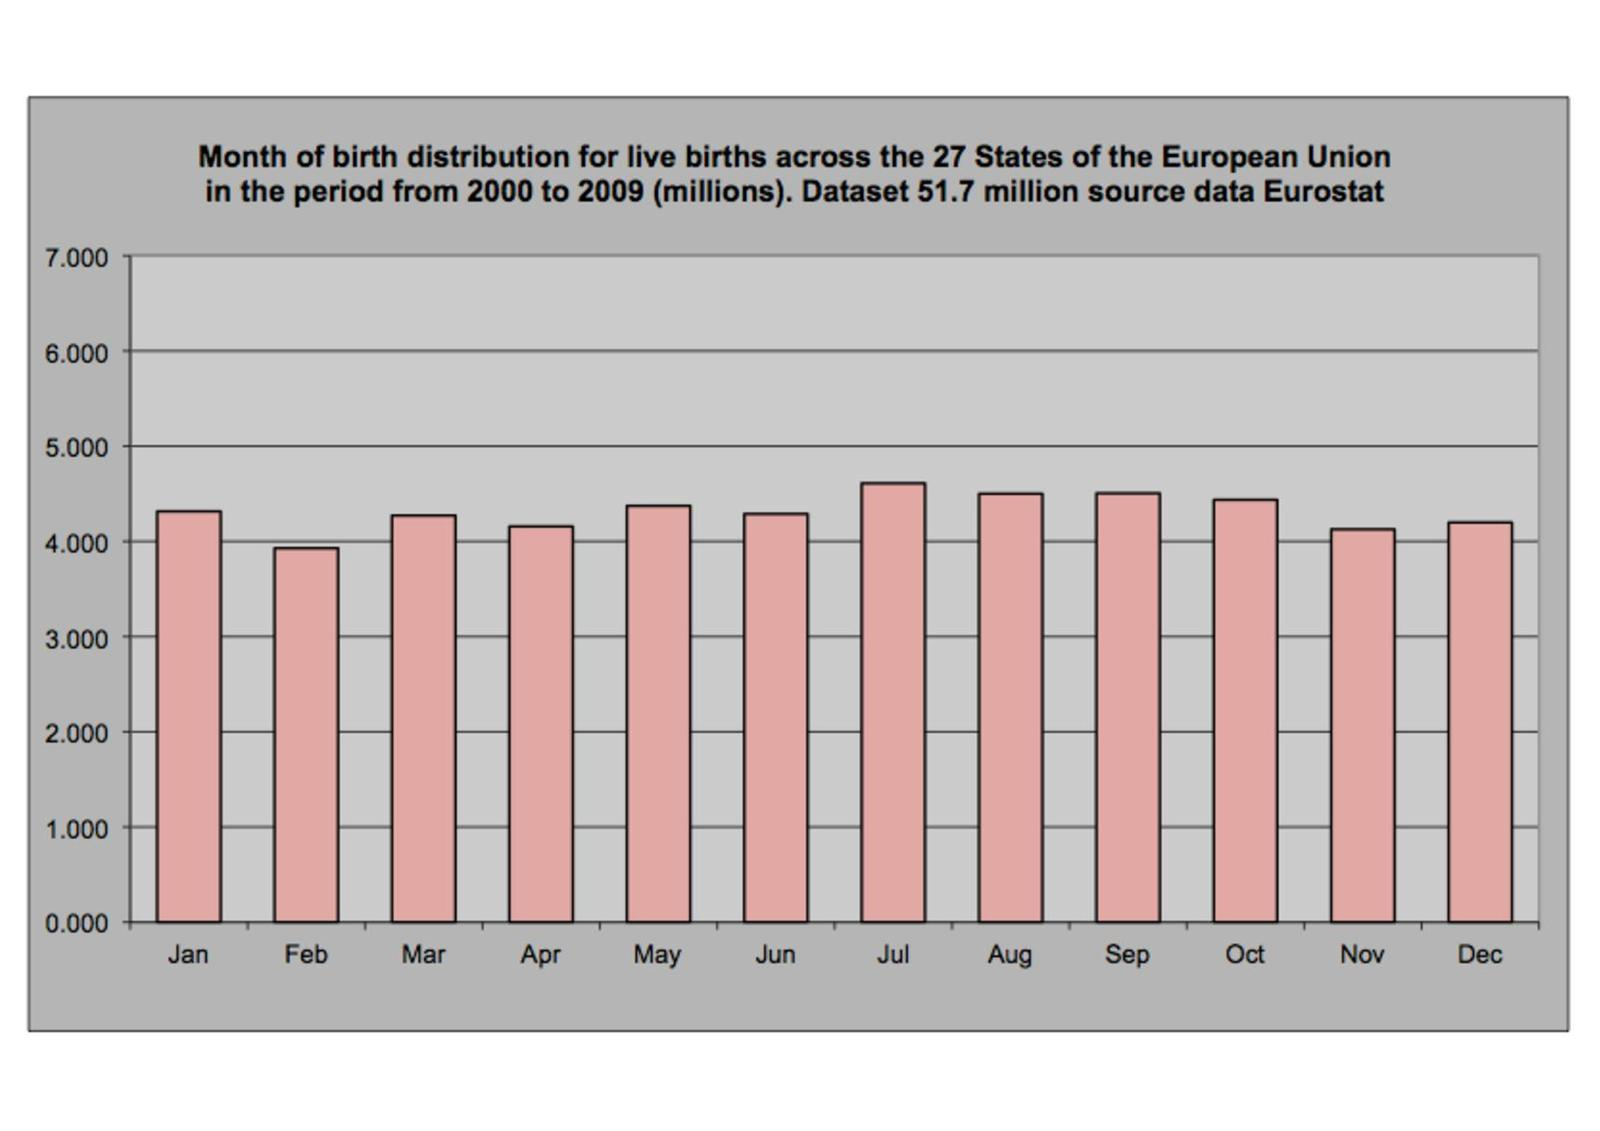 Month of birth distribution for live births across the 27 States of the European Union
in the period from 2000 to 2009 (millions). Dataset 51.7 million source data Eurostat
7.000
6.000
5.000
4.000
3.000
2.000
1.000
0.000
Jan Feb Mar Apr May Jun Jul Aug Sep Oct Nov Dec